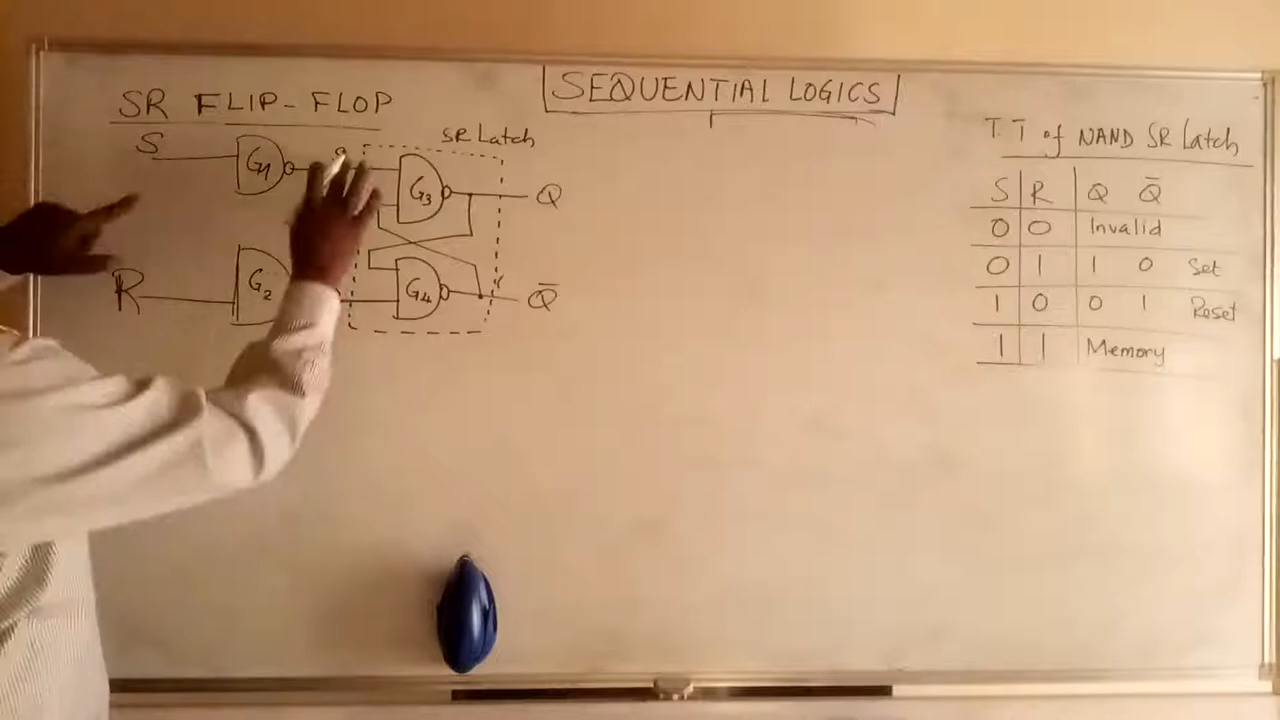 SEQUENTIAL LOGICS
SR FLIP-FLOP
SR Latch
S
G1
G3
Q
R
G2
G4
Q̄
T.T of NAND SR Latch
S R Q Q̄
0 0 Invalid
0 1 1 0 Set
1 0 0 1 Reset
1 1 Memory